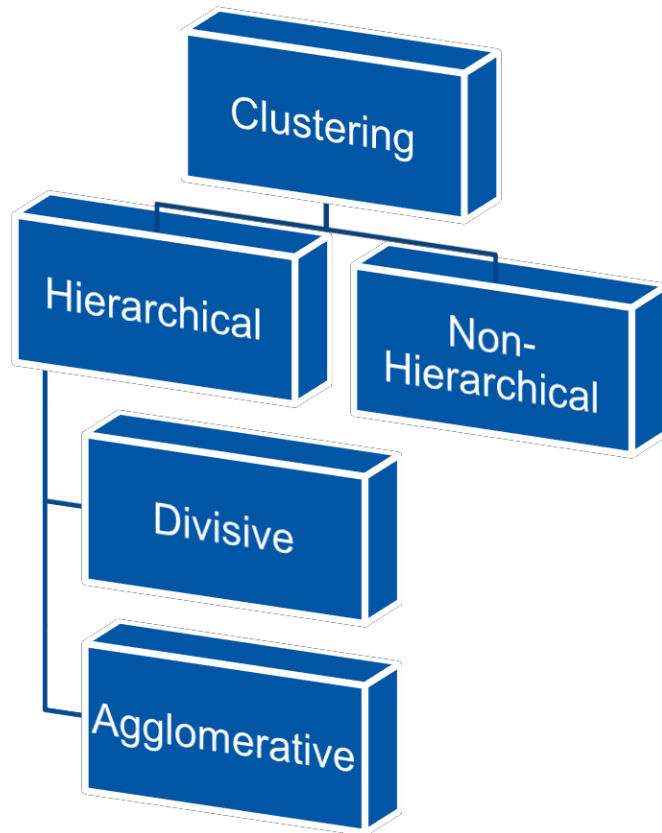 Clustering
Hierarchical
Non-
Hierarchical
Divisive
Agglomerative